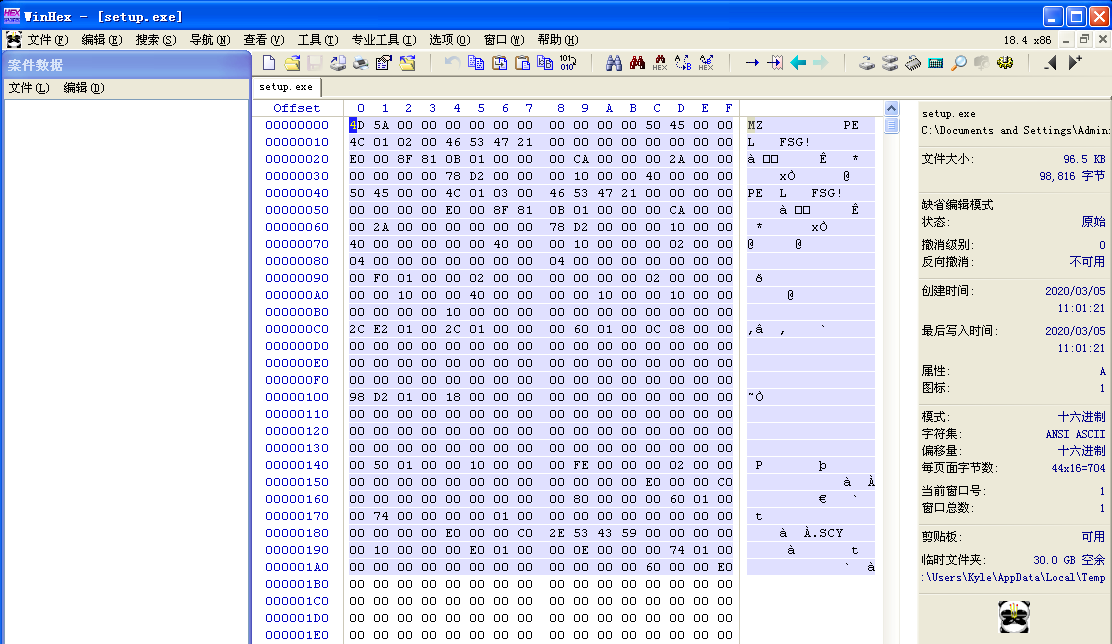 WinHex - [setup.exe]
文件(F) 编辑(E) 搜索(S) 导航(N) 查看(V) 工具(T) 专业工具(I) 选项(O) 窗口(W) 帮助(H) 18.4 x86
案件数据
文件(L) 编辑(D)
setup.exe
Offset 0 1 2 3 4 5 6 7 8 9 A B C D E F
00000000 4D 5A 00 00 00 00 00 00 00 00 00 00 50 45 00 00 MZ PE
00000010 4C 01 02 00 46 53 47 21 00 00 00 00 00 00 00 00 L FSG!
00000020 E0 00 8F 81 0B 01 00 00 00 CA 00 00 00 2A 00 00 à Ê *
00000030 00 00 00 00 78 D2 00 00 00 10 00 00 40 00 00 00 xÒ @
00000040 50 45 00 00 4C 01 03 00 46 53 47 21 00 00 00 00 PE L FSG!
00000050 00 00 00 00 E0 00 8F 81 0B 01 00 00 00 CA 00 00 à Ê
00000060 00 2A 00 00 00 00 00 00 78 D2 00 00 00 10 00 00 * xÒ
00000070 40 00 00 00 00 00 40 00 00 10 00 00 00 02 00 00 @ @
00000080 04 00 00 00 00 00 00 00 04 00 00 00 00 00 00 00
00000090 00 F0 01 00 00 02 00 00 00 00 00 00 02 00 00 00 ð
000000A0 00 00 10 00 00 40 00 00 00 00 10 00 00 10 00 00 @
000000B0 00 00 00 00 10 00 00 00 00 00 00 00 00 00 00 00
000000C0 2C E2 01 00 2C 01 00 00 00 60 01 00 0C 08 00 00 ,â , `
000000D0 00 00 00 00 00 00 00 00 00 00 00 00 00 00 00 00
000000E0 00 00 00 00 00 00 00 00 00 00 00 00 00 00 00 00
000000F0 00 00 00 00 00 00 00 00 00 00 00 00 00 00 00 00
00000100 98 D2 01 00 18 00 00 00 00 00 00 00 00 00 00 00 ˜Ò
00000110 00 00 00 00 00 00 00 00 00 00 00 00 00 00 00 00
00000120 00 00 00 00 00 00 00 00 00 00 00 00 00 00 00 00
00000130 00 00 00 00 00 00 00 00 00 00 00 00 00 00 00 00
00000140 00 50 01 00 00 10 00 00 00 FE 00 00 00 02 00 00 P þ
00000150 00 00 00 00 00 00 00 00 00 00 00 00 E0 00 00 C0 à À
00000160 00 00 00 00 00 00 00 00 00 80 00 00 00 60 01 00 € `
00000170 00 74 00 00 00 00 01 00 00 00 00 00 00 00 00 00 t
00000180 00 00 00 00 E0 00 00 C0 2E 53 43 59 00 00 00 00 à À.SCY
00000190 00 10 00 00 00 E0 01 00 00 0E 00 00 00 74 01 00 à t
000001A0 00 00 00 00 00 00 00 00 00 00 00 00 60 00 00 E0 ` à
000001B0 00 00 00 00 00 00 00 00 00 00 00 00 00 00 00 00
000001C0 00 00 00 00 00 00 00 00 00 00 00 00 00 00 00 00
000001D0 00 00 00 00 00 00 00 00 00 00 00 00 00 00 00 00
000001E0 00 00 00 00 00 00 00 00 00 00 00 00 00 00 00 00
setup.exe
C:\Documents and Settings\Admin:
文件大小: 96.5 KB
98,816 字节
缺省编辑模式
状态: 原始
撤消级别: 0
反向撤消: 不可用
创建时间: 2020/03/05
11:01:21
最后写入时间: 2020/03/05
11:01:21
属性: A
图标: 1
模式: 十六进制
字符集: ANSI ASCII
偏移量: 十六进制
每页面字节数: 44x16=704
当前窗口号: 1
窗口总数: 1
剪贴板: 可用
临时文件夹: 30.0 GB 空余
:\Users\Kyle\AppData\Local\Temp